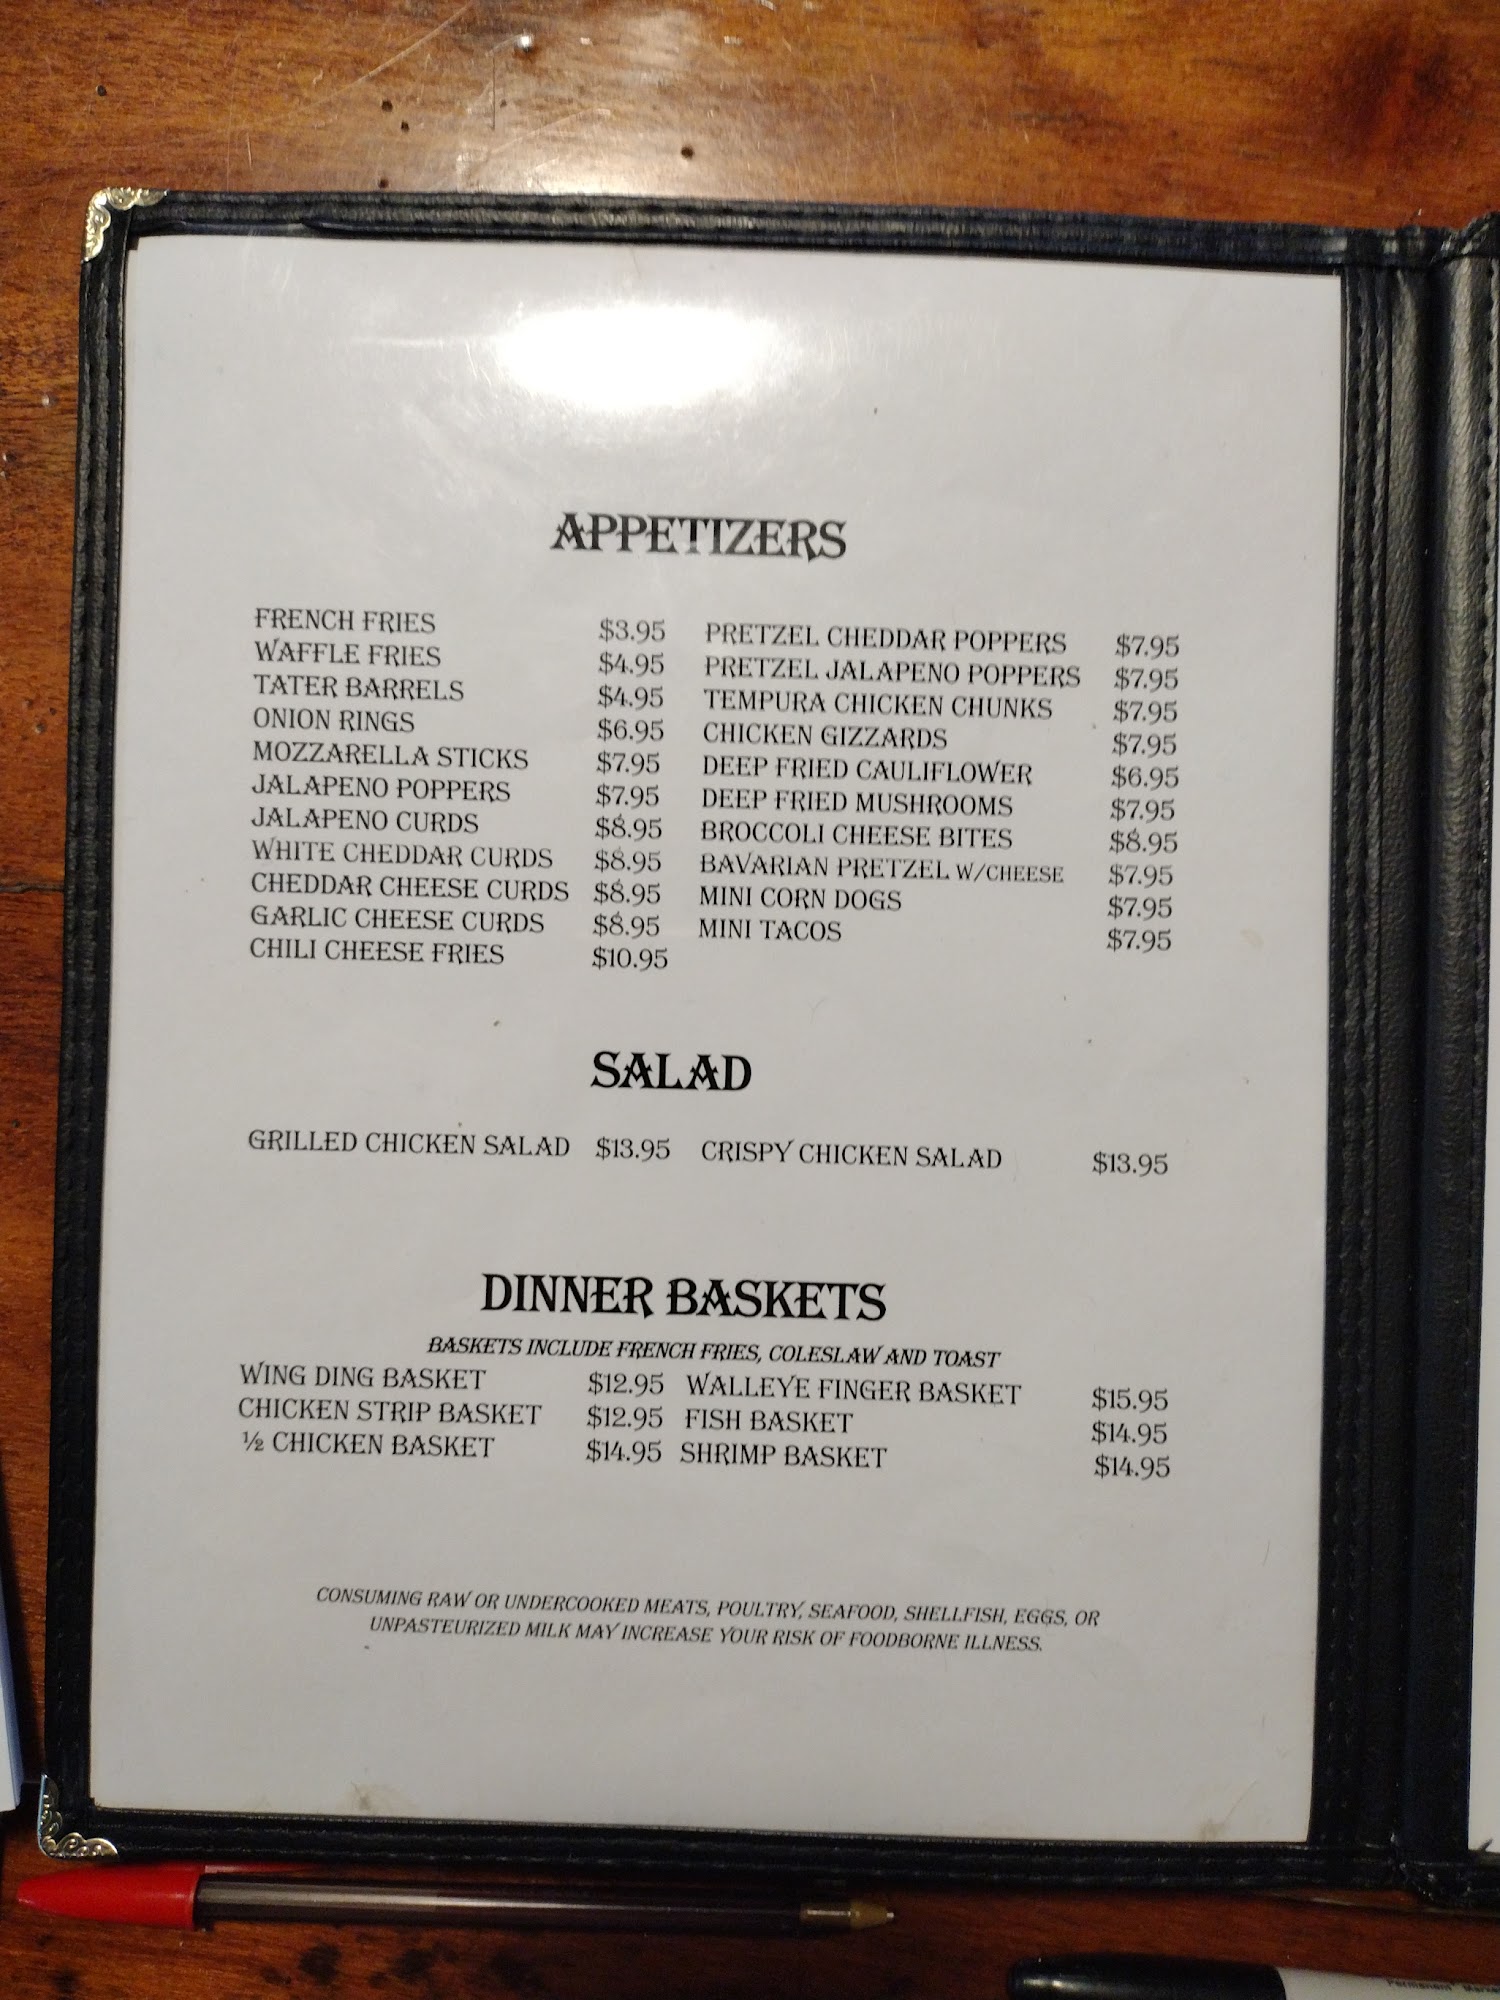 APPETIZERS
FRENCH FRIES $3.95
WAFFLE FRIES $4.95
TATER BARRELS $4.95
ONION RINGS $6.95
MOZZARELLA STICKS $7.95
JALAPENO POPPERS $7.95
JALAPENO CURDS $8.95
WHITE CHEDDAR CURDS $8.95
CHEDDAR CHEESE CURDS $8.95
GARLIC CHEESE CURDS $8.95
CHILI CHEESE FRIES $10.95
PRETZEL CHEDDAR POPPERS $7.95
PRETZEL JALAPENO POPPERS $7.95
TEMPURA CHICKEN CHUNKS $7.95
CHICKEN GIZZARDS $7.95
DEEP FRIED CAULIFLOWER $6.95
DEEP FRIED MUSHROOMS $7.95
BROCCOLI CHEESE BITES $8.95
BAVARIAN PRETZEL W/CHEESE $7.95
MINI CORN DOGS $7.95
MINI TACOS $7.95
SALAD
GRILLED CHICKEN SALAD $13.95 CRISPY CHICKEN SALAD $13.95
DINNER BASKETS
BASKETS INCLUDE FRENCH FRIES, COLESLAW AND TOAST
WING DING BASKET $12.95 WALLEYE FINGER BASKET $15.95
CHICKEN STRIP BASKET $12.95 FISH BASKET $14.95
½ CHICKEN BASKET $14.95 SHRIMP BASKET $14.95
CONSUMING RAW OR UNDERCOOKED MEATS, POULTRY, SEAFOOD, SHELLFISH, EGGS, OR
UNPASTEURIZED MILK MAY INCREASE YOUR RISK OF FOODBORNE ILLNESS.
Permanent